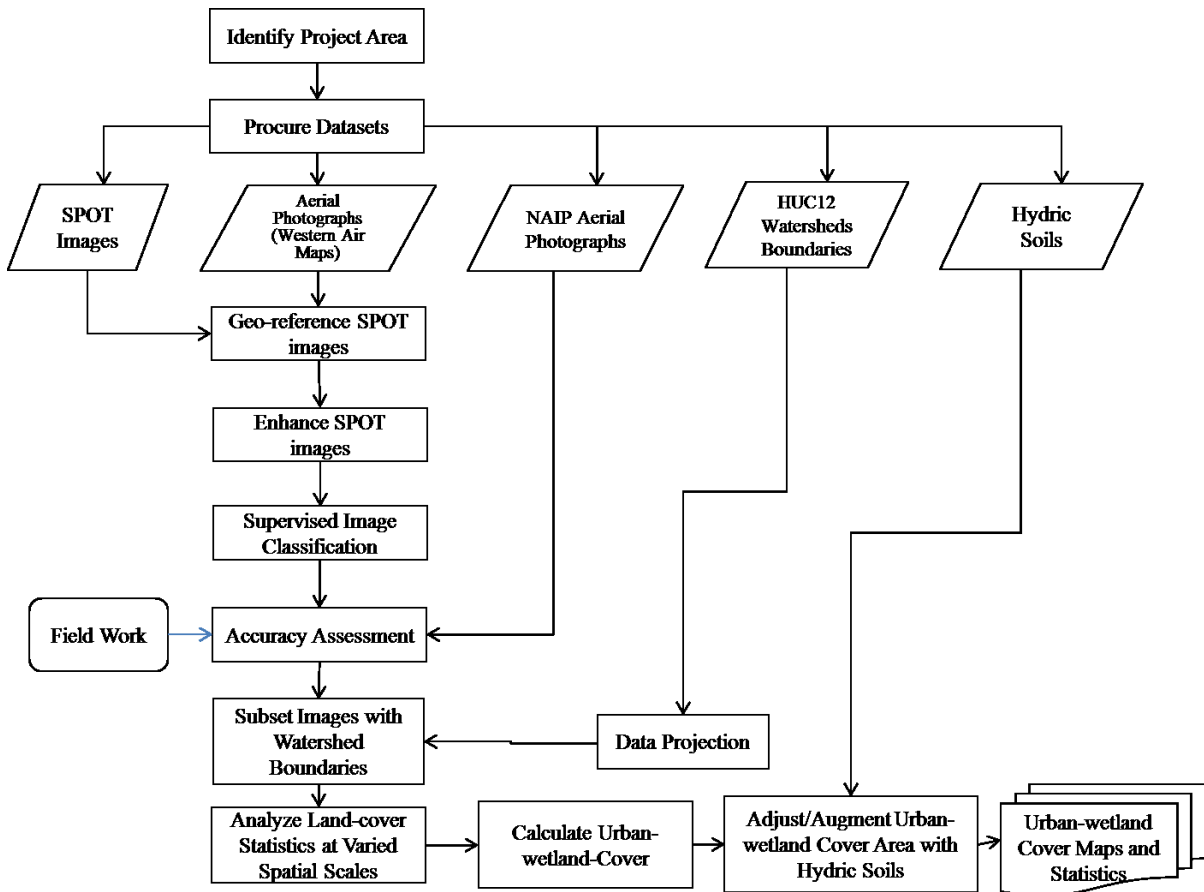 Identify Project Area
Procure Datasets
SPOT
Images
Aerial
Photographs
(Western Air
Maps)
NAIP Aerial
Photographs
HUC12
Watersheds
Boundaries
Hydric
Soils
Geo-reference SPOT
images
Enhance SPOT
images
Supervised Image
Classification
Field Work
Accuracy Assessment
Subset Images with
Watershed
Boundaries
Data Projection
Analyze Land-cover
Statistics at Varied
Spatial Scales
Calculate Urban-
wetland-Cover
Adjust/Augment Urban-
wetland Cover Area with
Hydric Soils
Urban-wetland
Cover Maps and
Statistics